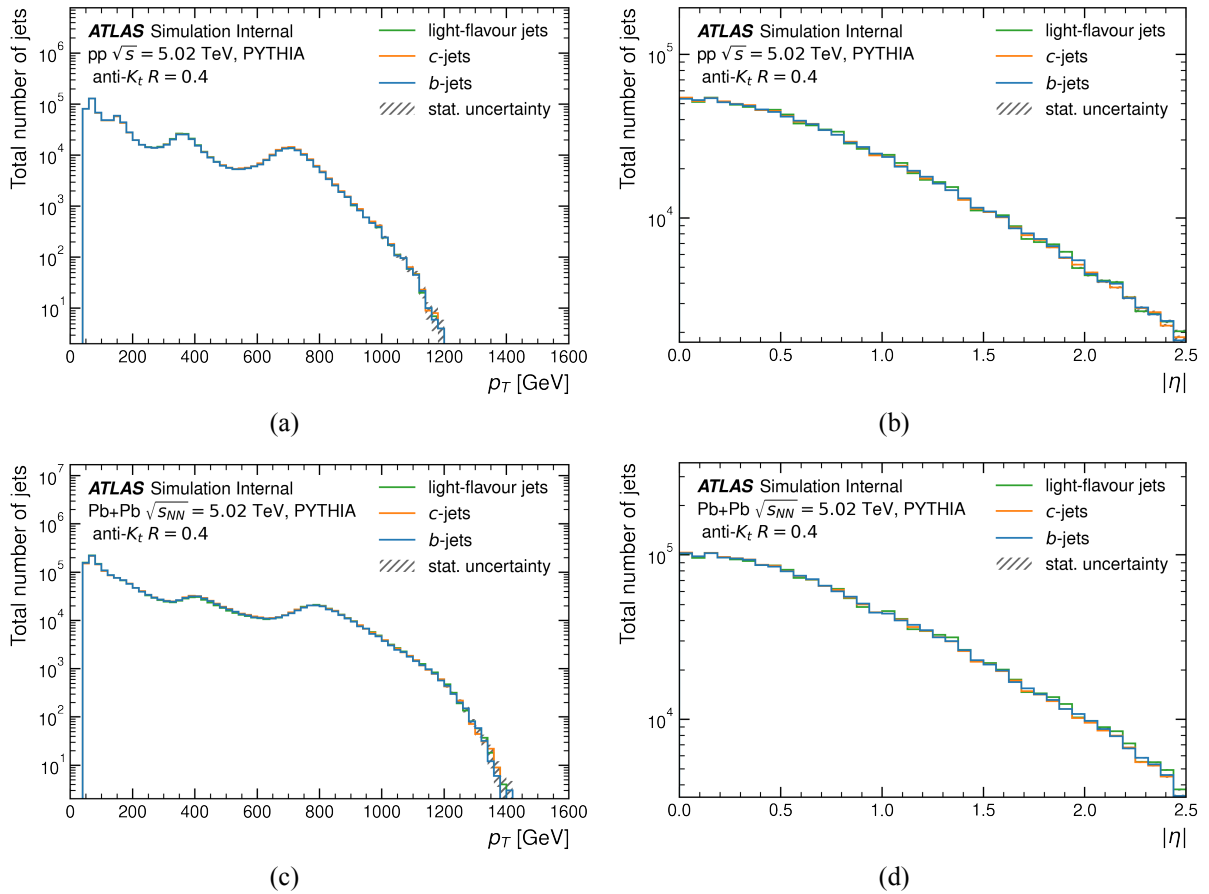 Total number of jets
10^6
10^5
10^4
10^3
10^2
10^1
ATLAS Simulation Internal
pp √s = 5.02 TeV, PYTHIA
anti-K_t R = 0.4
light-flavour jets
c-jets
b-jets
stat. uncertainty
0 200 400 600 800 1000 1200 1400 1600
p_T [GeV]
(a)
Total number of jets
10^5
10^4
ATLAS Simulation Internal
pp √s = 5.02 TeV, PYTHIA
anti-K_t R = 0.4
light-flavour jets
c-jets
b-jets
stat. uncertainty
0.0 0.5 1.0 1.5 2.0 2.5
|η|
(b)
Total number of jets
10^7
10^6
10^5
10^4
10^3
10^2
10^1
ATLAS Simulation Internal
Pb+Pb √s_NN = 5.02 TeV, PYTHIA
anti-K_t R = 0.4
light-flavour jets
c-jets
b-jets
stat. uncertainty
0 200 400 600 800 1000 1200 1400 1600
p_T [GeV]
(c)
Total number of jets
10^5
10^4
ATLAS Simulation Internal
Pb+Pb √s_NN = 5.02 TeV, PYTHIA
anti-K_t R = 0.4
light-flavour jets
c-jets
b-jets
stat. uncertainty
0.0 0.5 1.0 1.5 2.0 2.5
|η|
(d)